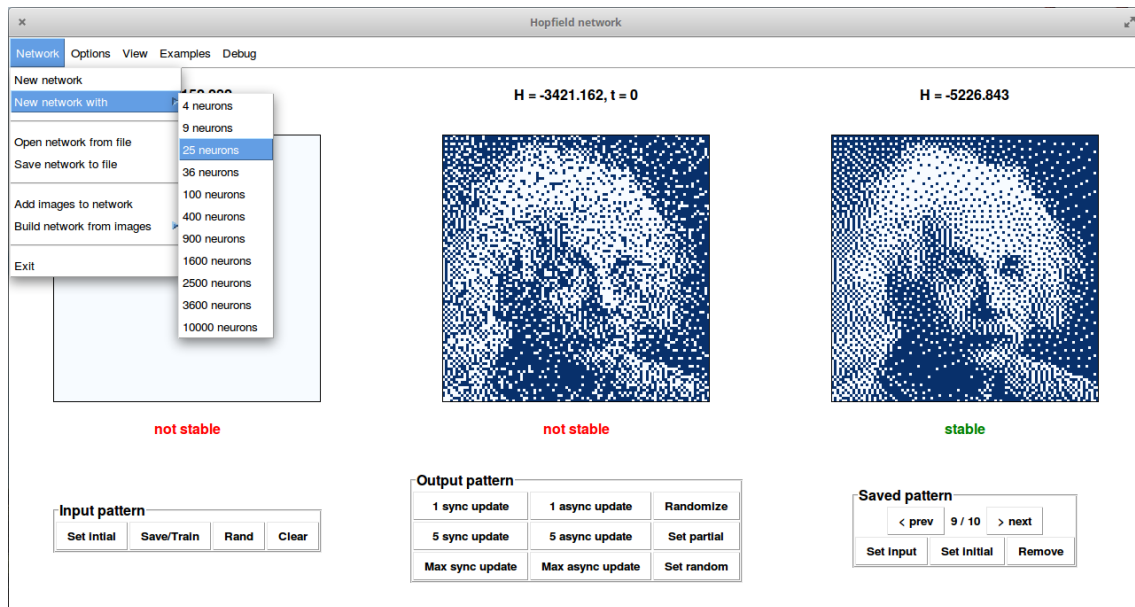 Hopfield network
Network Options View Examples Debug
New network
New network with
Open network from file
Save network to file
Add images to network
Build network from images
Exit
4 neurons
9 neurons
25 neurons
36 neurons
100 neurons
400 neurons
900 neurons
1600 neurons
2500 neurons
3600 neurons
10000 neurons
H = -3421.162, t = 0
H = -5226.843
not stable
not stable
stable
Input pattern
Set intial Save/Train Rand Clear
Output pattern
1 sync update 1 async update Randomize
5 sync update 5 async update Set partial
Max sync update Max async update Set random
Saved pattern
< prev 9 / 10 > next
Set input Set initial Remove